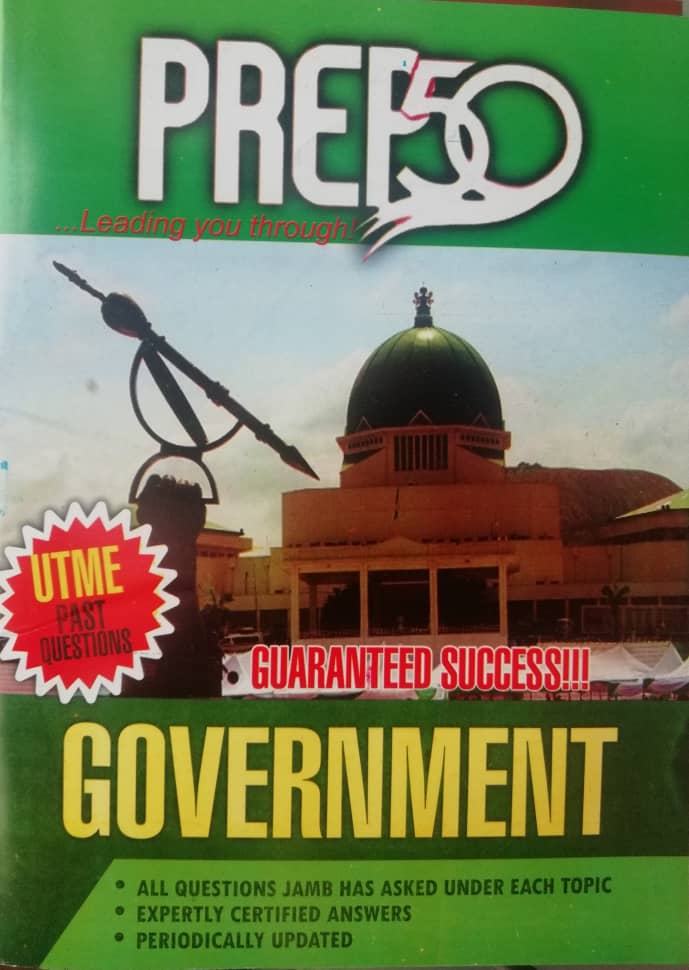 PREP50
...Leading you through!
UTME
PAST
QUESTIONS
GUARANTEED SUCCESS!!!
GOVERNMENT
• ALL QUESTIONS JAMB HAS ASKED UNDER EACH TOPIC
• EXPERTLY CERTIFIED ANSWERS
• PERIODICALLY UPDATED